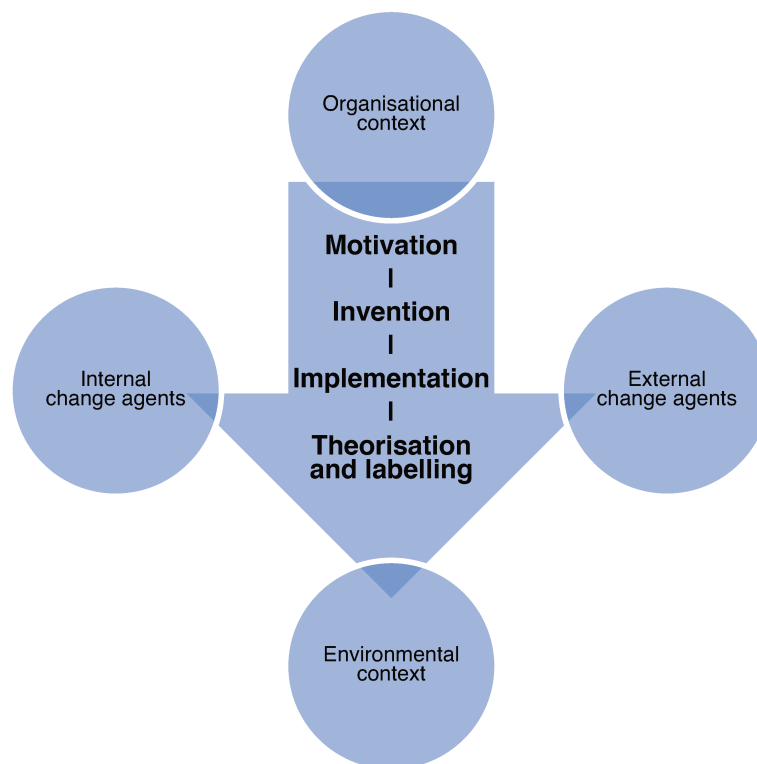 Organisational
context
Motivation
Invention
Implementation
Theorisation
and labelling
Internal
change agents
External
change agents
Environmental
context